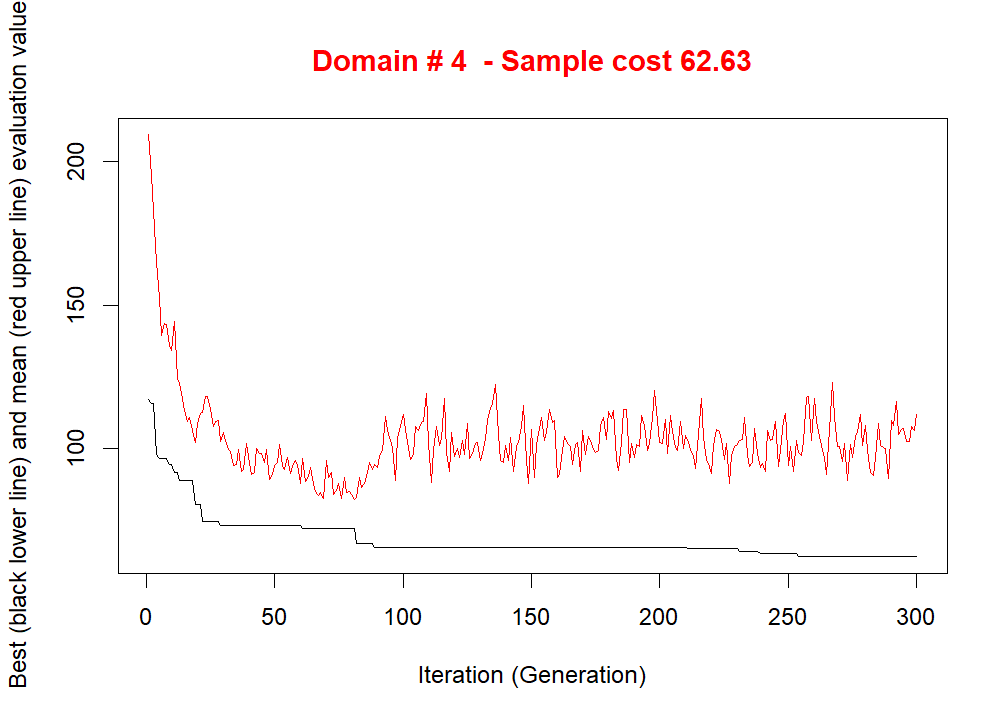 Domain # 4  - Sample cost 62.63
Best (black lower line) and mean (red upper line) evaluation value
200
150
100
0 50 100 150 200 250 300
Iteration (Generation)